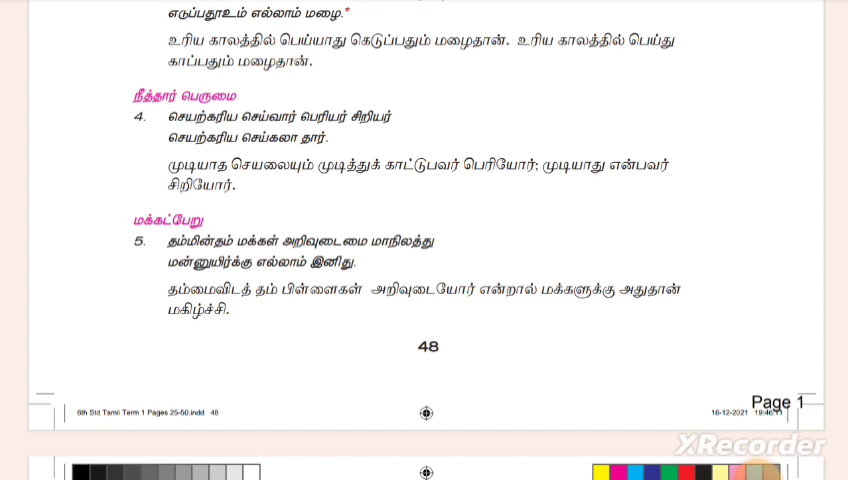 எடுப்பதூஉம் எல்லாம் மழை.*
உரிய காலத்தில் பெய்யாது கெடுப்பதும் மழைதான். உரிய காலத்தில் பெய்து
காப்பதும் மழைதான்.
நீத்தார் பெருமை
4. செயற்கரிய செய்வார் பெரியர் சிறியர்
செயற்கரிய செய்கலா தார்.
முடியாத செயலையும் முடித்துக் காட்டுபவர் பெரியோர்; முடியாது என்பவர்
சிறியோர்.
மக்கட்பேறு
5. தம்மின்தம் மக்கள் அறிவுடைமை மாநிலத்து
மன்னுயிர்க்கு எல்லாம் இனிது.
தம்மைவிடத் தம் பிள்ளைகள் அறிவுடையோர் என்றால் மக்களுக்கு அதுதான்
மகிழ்ச்சி.
48
Page 1
6th Std Tamil Term 1 Pages 25-50.indd 48
16-12-2021 19:46:11
XRecorder